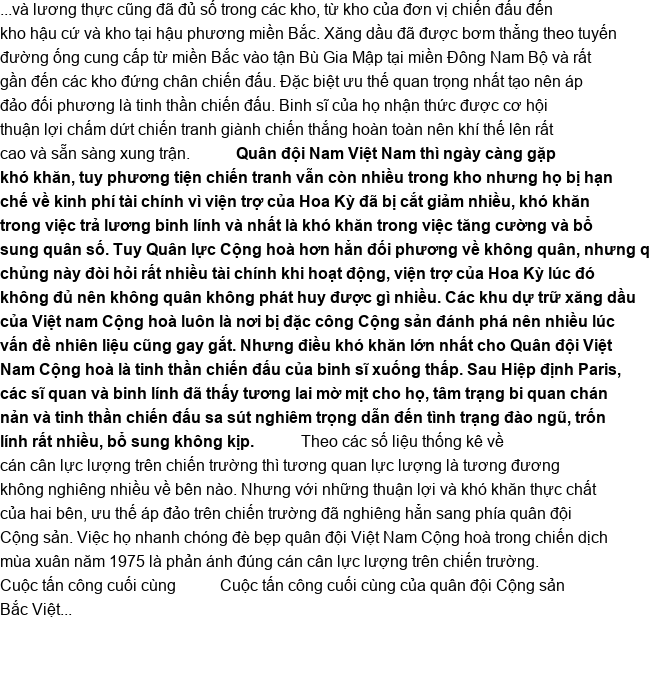 ...và lương thực cũng đã đủ số trong các kho, từ kho của đơn vị chiến đấu đến
kho hậu cứ và kho tại hậu phương miền Bắc. Xăng dầu đã được bơm thẳng theo tuyến
đường ống cung cấp từ miền Bắc vào tận Bù Gia Mập tại miền Đông Nam Bộ và rất
gần đến các kho đứng chân chiến đấu. Đặc biệt ưu thế quan trọng nhất tạo nên áp
đảo đối phương là tinh thần chiến đấu. Binh sĩ của họ nhận thức được cơ hội
thuận lợi chấm dứt chiến tranh giành chiến thắng hoàn toàn nên khí thế lên rất
cao và sẵn sàng xung trận. Quân đội Nam Việt Nam thì ngày càng gặp
khó khăn, tuy phương tiện chiến tranh vẫn còn nhiều trong kho nhưng họ bị hạn
chế về kinh phí tài chính vì viện trợ của Hoa Kỳ đã bị cắt giảm nhiều, khó khăn
trong việc trả lương binh lính và nhất là khó khăn trong việc tăng cường và bổ
sung quân số. Tuy Quân lực Cộng hoà hơn hẳn đối phương về không quân, nhưng q
chủng này đòi hỏi rất nhiều tài chính khi hoạt động, viện trợ của Hoa Kỳ lúc đó
không đủ nên không quân không phát huy được gì nhiều. Các khu dự trữ xăng dầu
của Việt nam Cộng hoà luôn là nơi bị đặc công Cộng sản đánh phá nên nhiều lúc
vấn đề nhiên liệu cũng gay gắt. Nhưng điều khó khăn lớn nhất cho Quân đội Việt
Nam Cộng hoà là tinh thần chiến đấu của binh sĩ xuống thấp. Sau Hiệp định Paris,
các sĩ quan và binh lính đã thấy tương lai mờ mịt cho họ, tâm trạng bi quan chán
nản và tinh thần chiến đấu sa sút nghiêm trọng dẫn đến tình trạng đào ngũ, trốn
lính rất nhiều, bổ sung không kịp. Theo các số liệu thống kê về
cán cân lực lượng trên chiến trường thì tương quan lực lượng là tương đương
không nghiêng nhiều về bên nào. Nhưng với những thuận lợi và khó khăn thực chất
của hai bên, ưu thế áp đảo trên chiến trường đã nghiêng hẳn sang phía quân đội
Cộng sản. Việc họ nhanh chóng đè bẹp quân đội Việt Nam Cộng hoà trong chiến dịch
mùa xuân năm 1975 là phản ánh đúng cán cân lực lượng trên chiến trường.
Cuộc tấn công cuối cùng Cuộc tấn công cuối cùng của quân đội Cộng sản
Bắc Việt...